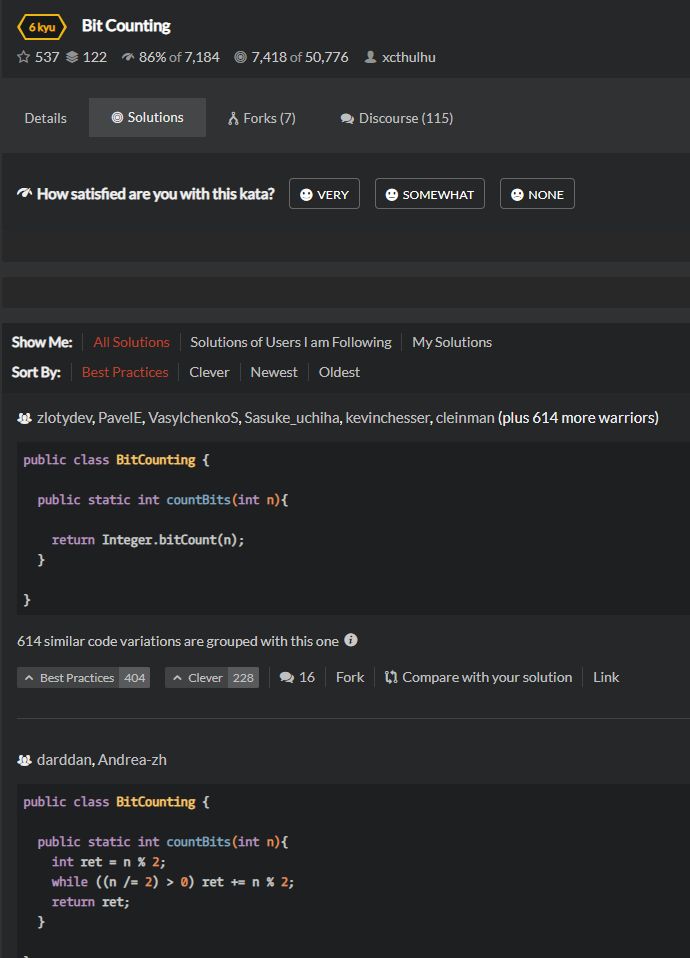 6 kyu Bit Counting
537 122 86% of 7,184 7,418 of 50,776 xcthulhu
Details Solutions Forks (7) Discourse (115)
How satisfied are you with this kata? VERY SOMEWHAT NONE
Show Me: All Solutions Solutions of Users I am Following My Solutions
Sort By: Best Practices Clever Newest Oldest
zlotydev, PavelE, VasylchenkoS, Sasuke_uchiha, kevinchesser, cleinman (plus 614 more warriors)
public class BitCounting {
public static int countBits(int n){
return Integer.bitCount(n);
}
}
614 similar code variations are grouped with this one
Best Practices 404 Clever 228 16 Fork Compare with your solution Link
darddan, Andrea-zh
public class BitCounting {
public static int countBits(int n){
int ret = n % 2;
while ((n /= 2) > 0) ret += n % 2;
return ret;
}